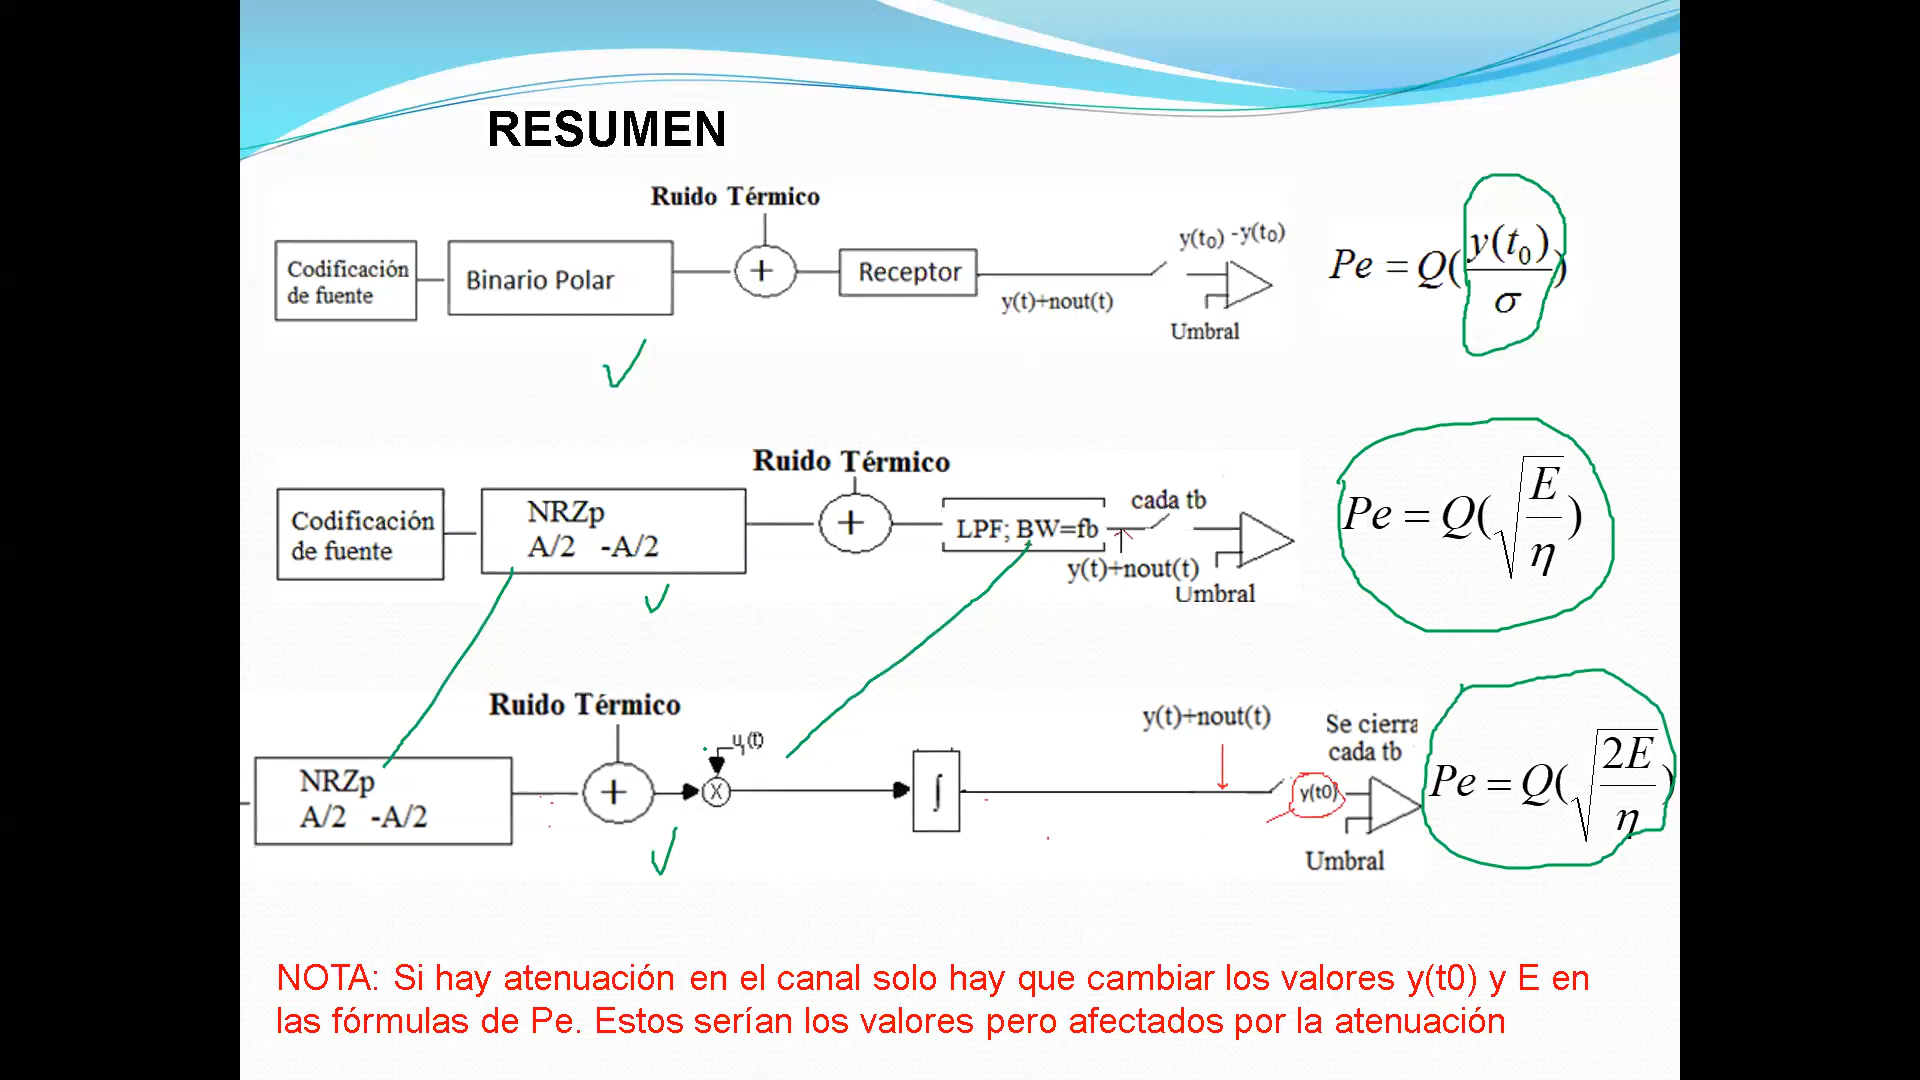 RESUMEN
Ruido Térmico
Codificación
de fuente
Binario Polar
+
Receptor
y(t)+nout(t)
y(t₀) -y(t₀)
Umbral
Pe = Q(y(t₀)/σ)
Ruido Térmico
Codificación
de fuente
NRZp
A/2 -A/2
+
LPF; BW=fb
cada tb
y(t)+nout(t)
Umbral
Pe = Q(√(E/η))
Ruido Térmico
NRZp
A/2 -A/2
+
u₁(t)
X
∫
y(t)+nout(t)
Se cierra
cada tb
y(t0)
Umbral
Pe = Q(√(2E/η))
NOTA: Si hay atenuación en el canal solo hay que cambiar los valores y(t0) y E en
las fórmulas de Pe. Estos serían los valores pero afectados por la atenuación